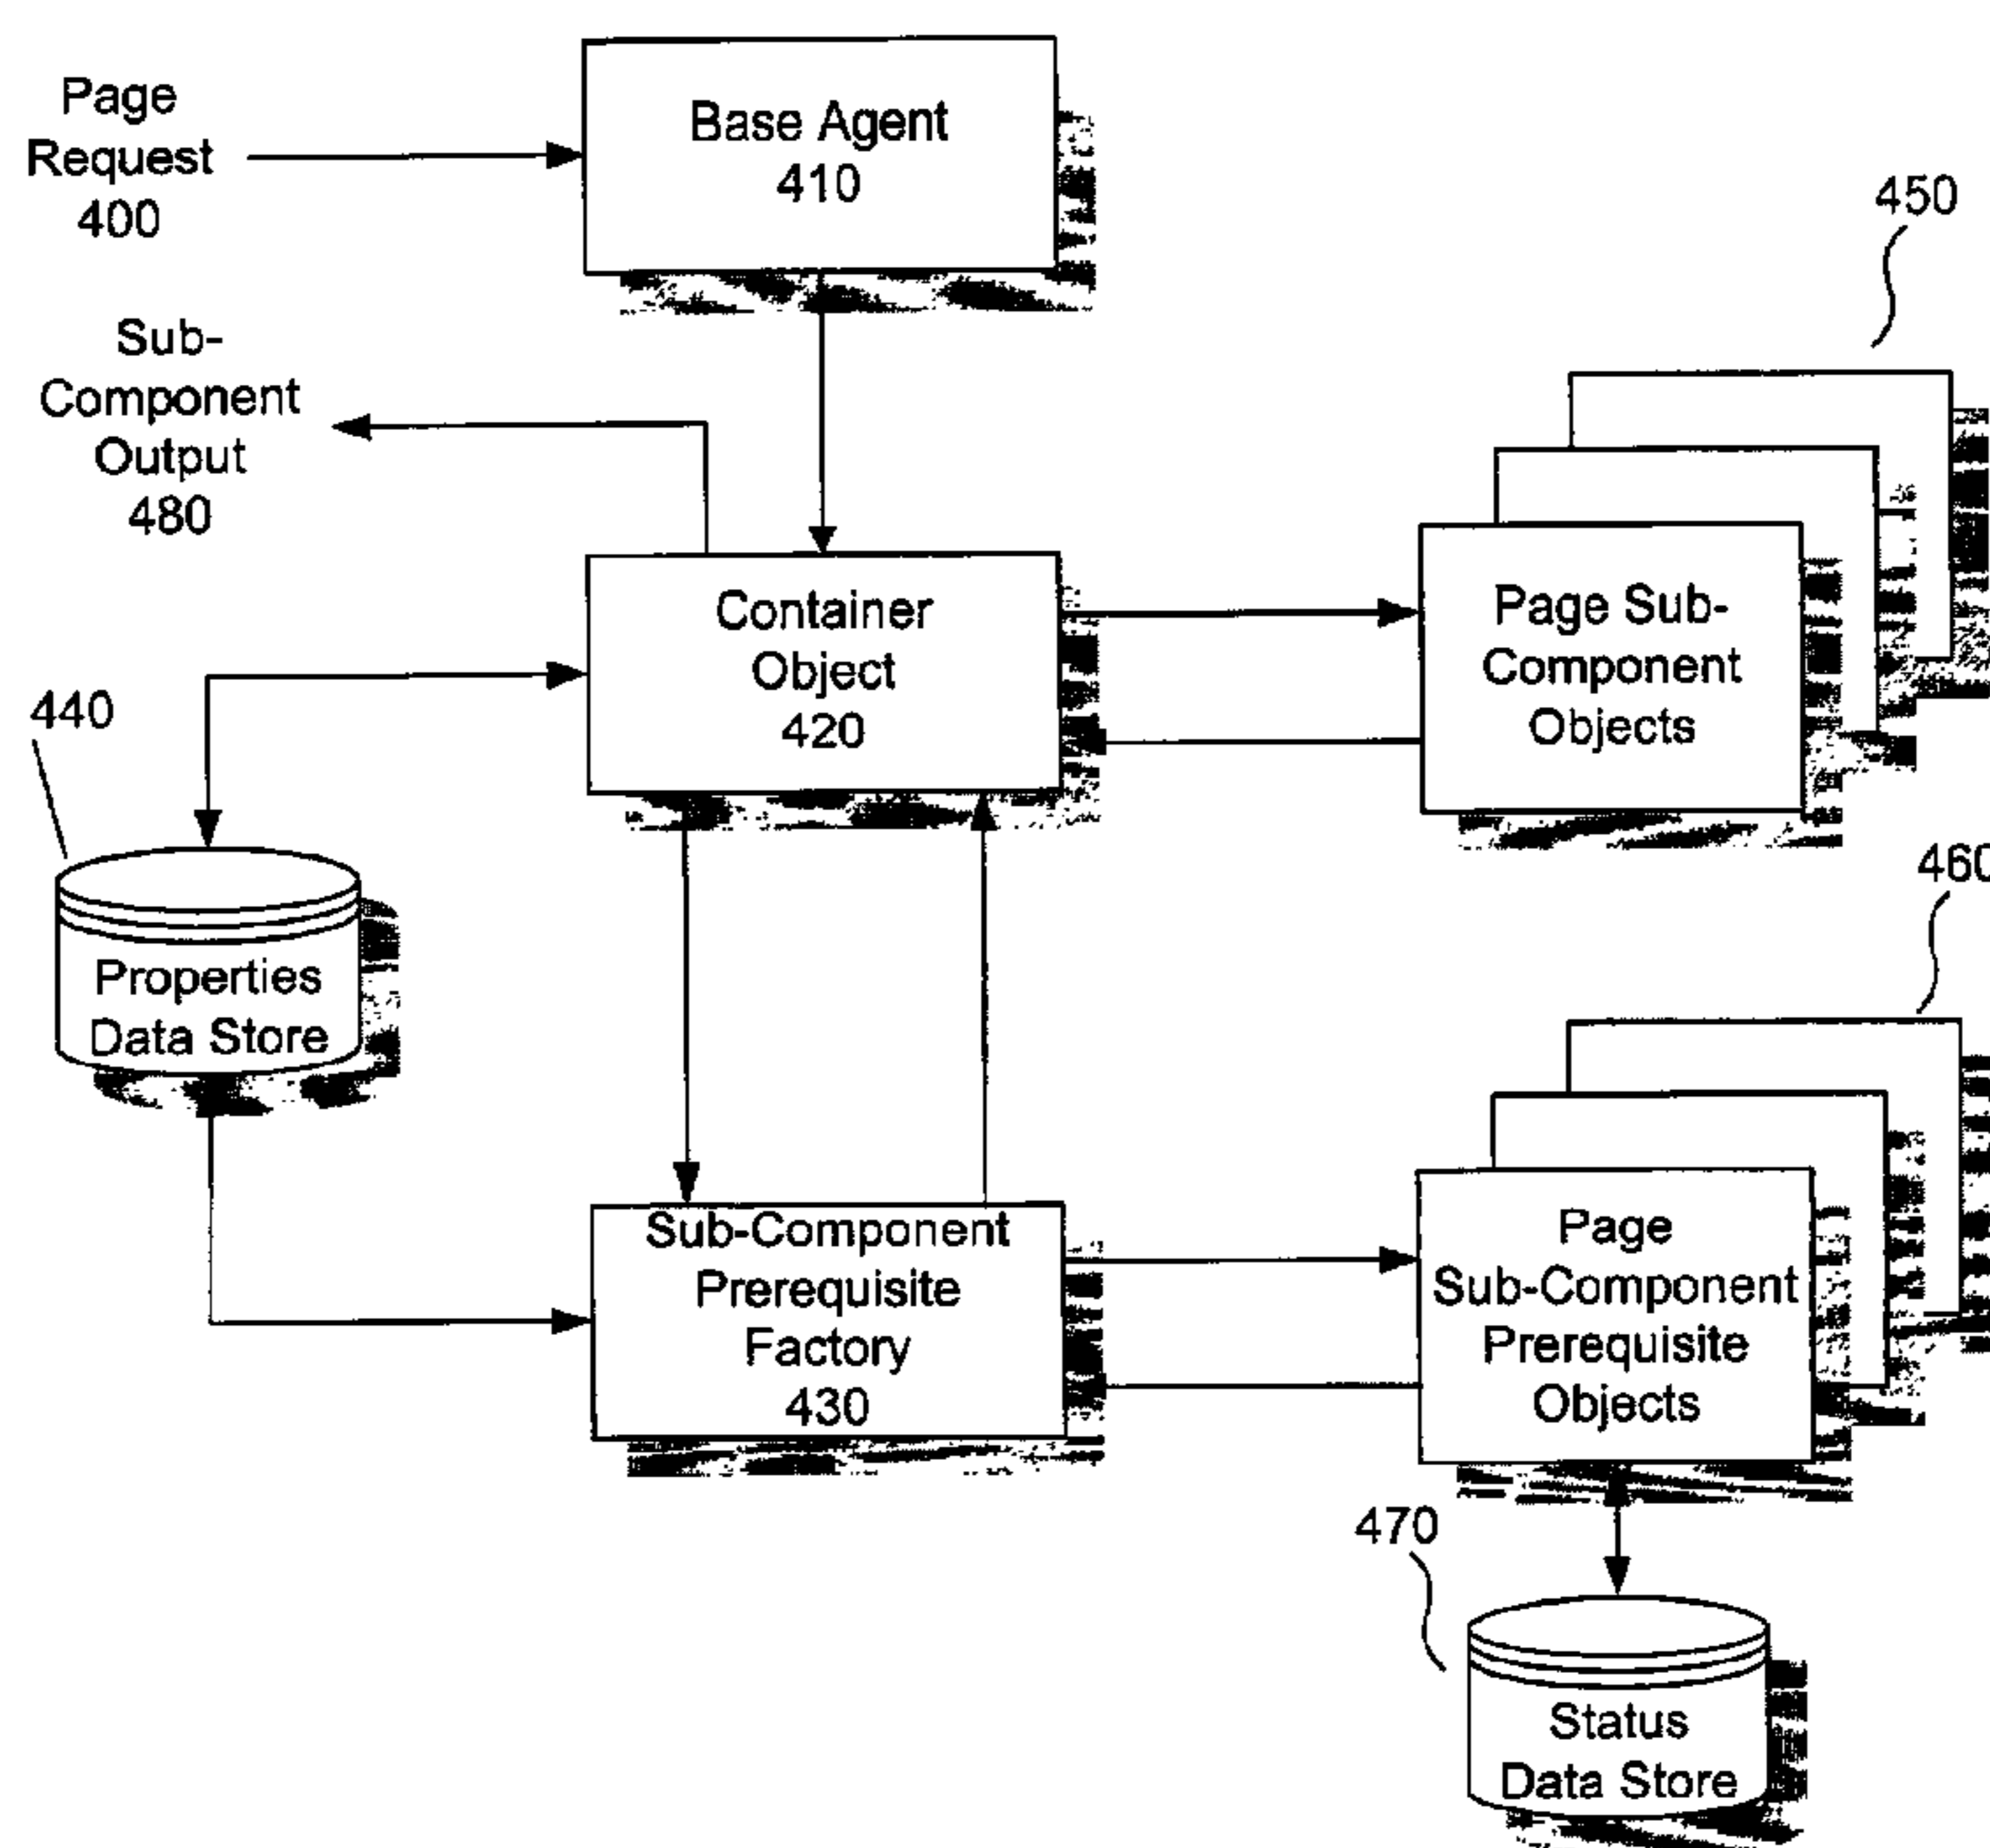 Page
Request
400
Base Agent
410
450
Sub-
Component
Output
480
Container
Object
420
Page Sub-
Component
Objects
440
Properties
Data Store
460
Sub-Component
Prerequisite
Factory
430
Page
Sub-Component
Prerequisite
Objects
470
Status
Data Store